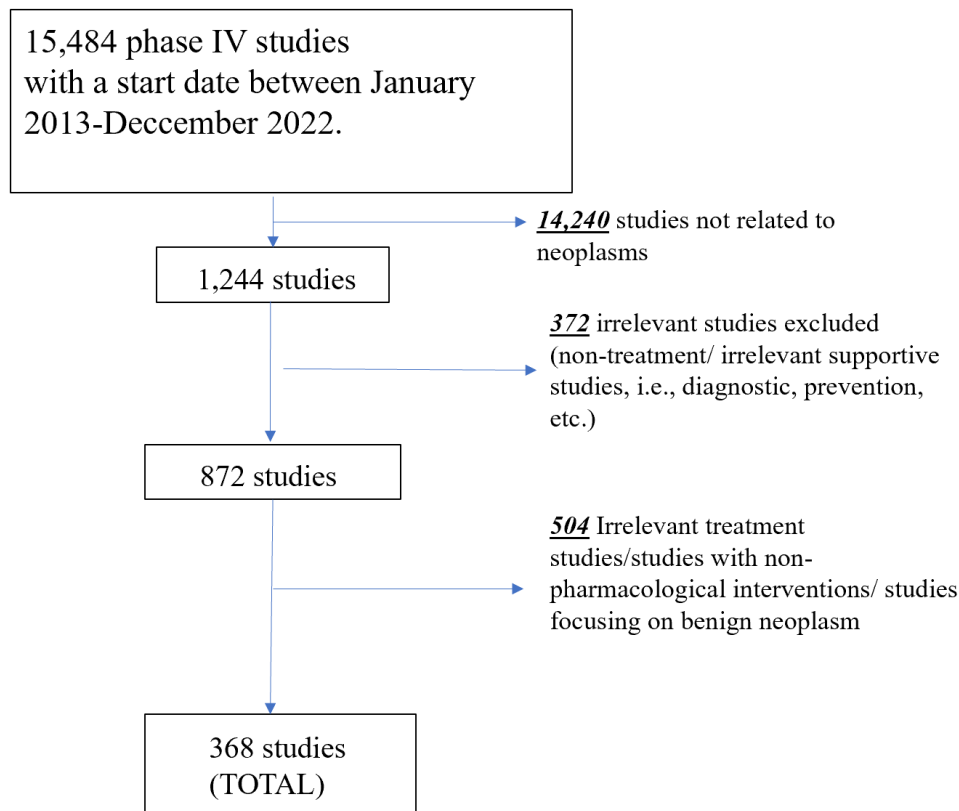 15,484 phase IV studies
with a start date between January
2013-Deccember 2022.
14,240 studies not related to
neoplasms
1,244 studies
372 irrelevant studies excluded
(non-treatment/ irrelevant supportive
studies, i.e., diagnostic, prevention,
etc.)
872 studies
504 Irrelevant treatment
studies/studies with non-
pharmacological interventions/ studies
focusing on benign neoplasm
368 studies
(TOTAL)